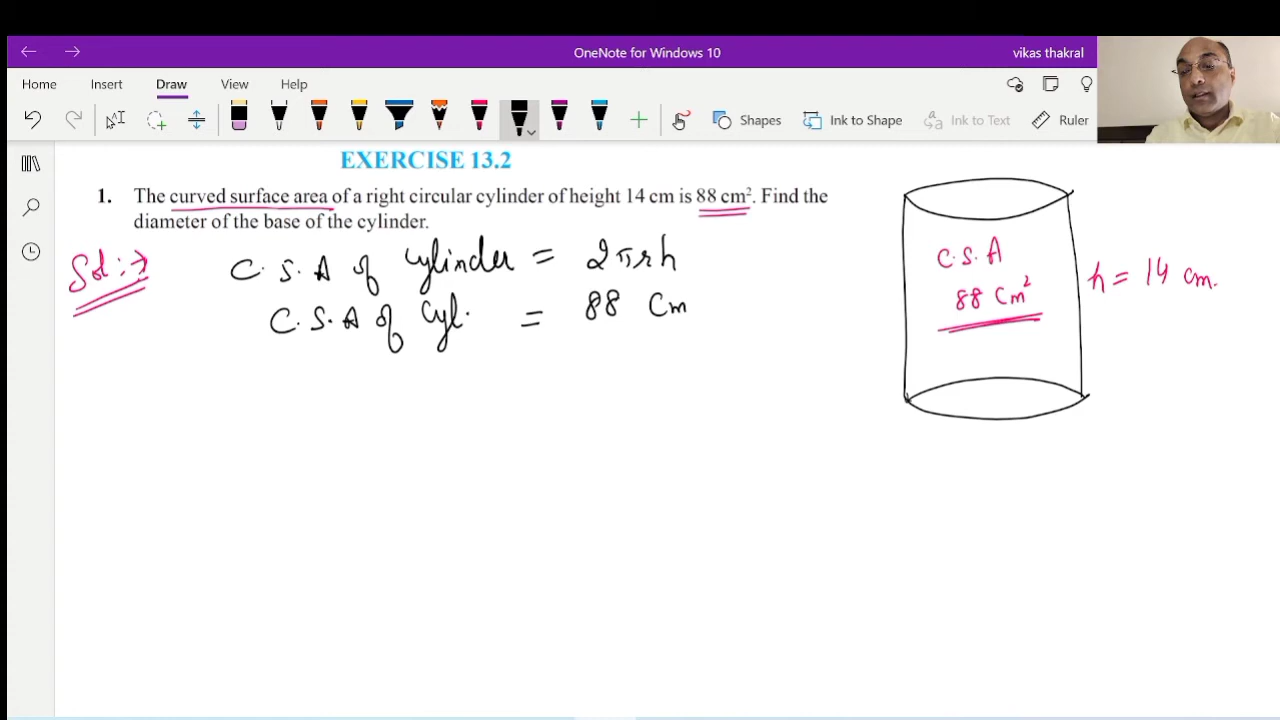 OneNote for Windows 10
vikas thakral
Home Insert Draw View Help
Shapes Ink to Shape Ink to Text Ruler
EXERCISE 13.2
1. The curved surface area of a right circular cylinder of height 14 cm is 88 cm². Find the
diameter of the base of the cylinder.
Sol:→ C.S.A of cylinder = 2πrh
C.S.A of Cyl. = 88 Cm
C.S.A
88 Cm²
h = 14 cm.